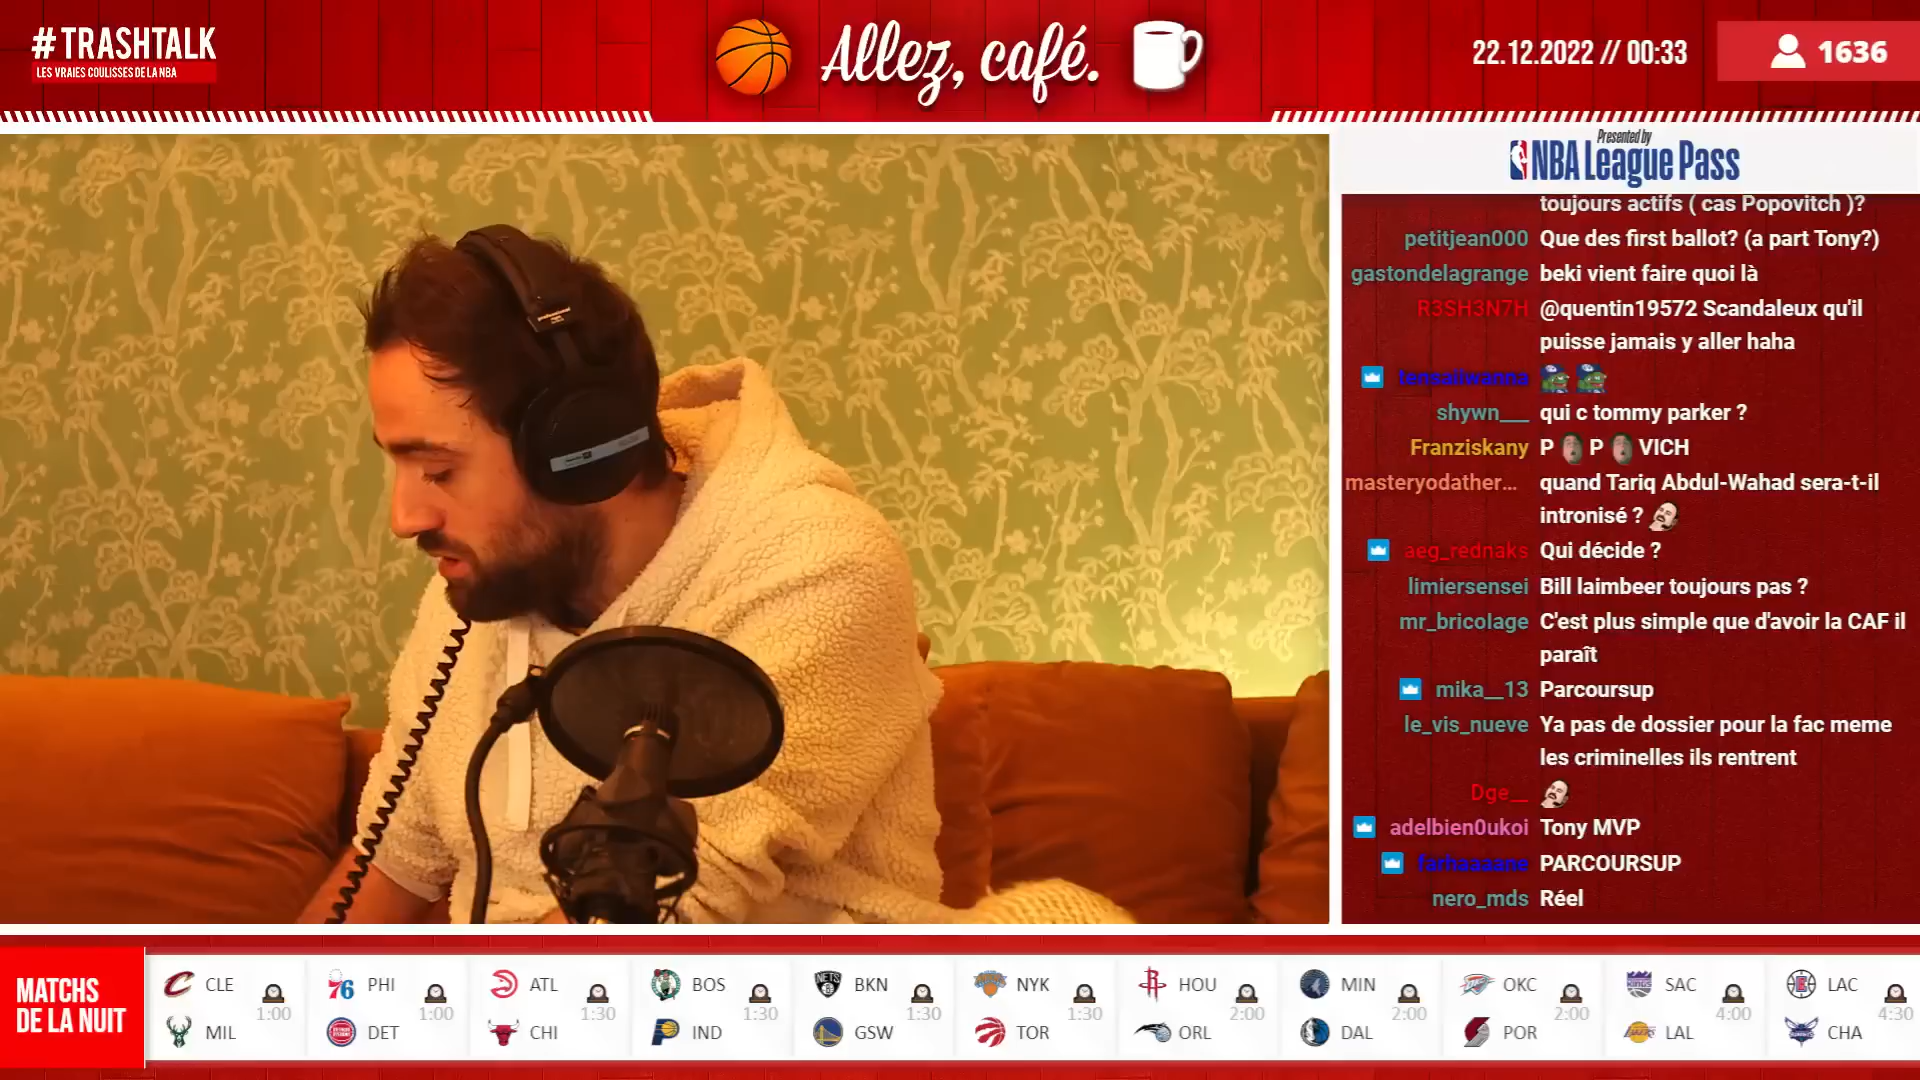 #TRASHTALK
LES VRAIES COULISSES DE LA NBA
Allez, café.
22.12.2022 // 00:33
1636
Presented by
NBA League Pass
toujours actifs ( cas Popovitch )?
petitjean000 Que des first ballot? (a part Tony?)
gastondelagrange beki vient faire quoi là
R3SH3N7H @quentin19572 Scandaleux qu'il
puisse jamais y aller haha
tensaiiwanna
shywn___ qui c tommy parker ?
Franziskany P P VICH
masteryodather... quand Tariq Abdul-Wahad sera-t-il
intronisé ?
aeg_rednaks Qui décide ?
limiersensei Bill laimbeer toujours pas ?
mr_bricolage C'est plus simple que d'avoir la CAF il
paraît
mika__13 Parcoursup
le_vis_nueve Ya pas de dossier pour la fac meme
les criminelles ils rentrent
Dge__
adelbien0ukoi Tony MVP
farhaaaane PARCOURSUP
nero_mds Réel
MATCHS
DE LA NUIT
CLE
MIL
1:00
PHI
DET
1:00
ATL
CHI
1:30
BOS
IND
1:30
BKN
GSW
1:30
NYK
TOR
1:30
HOU
ORL
2:00
MIN
DAL
2:00
OKC
POR
2:00
SAC
LAL
4:00
LAC
CHA
4:30